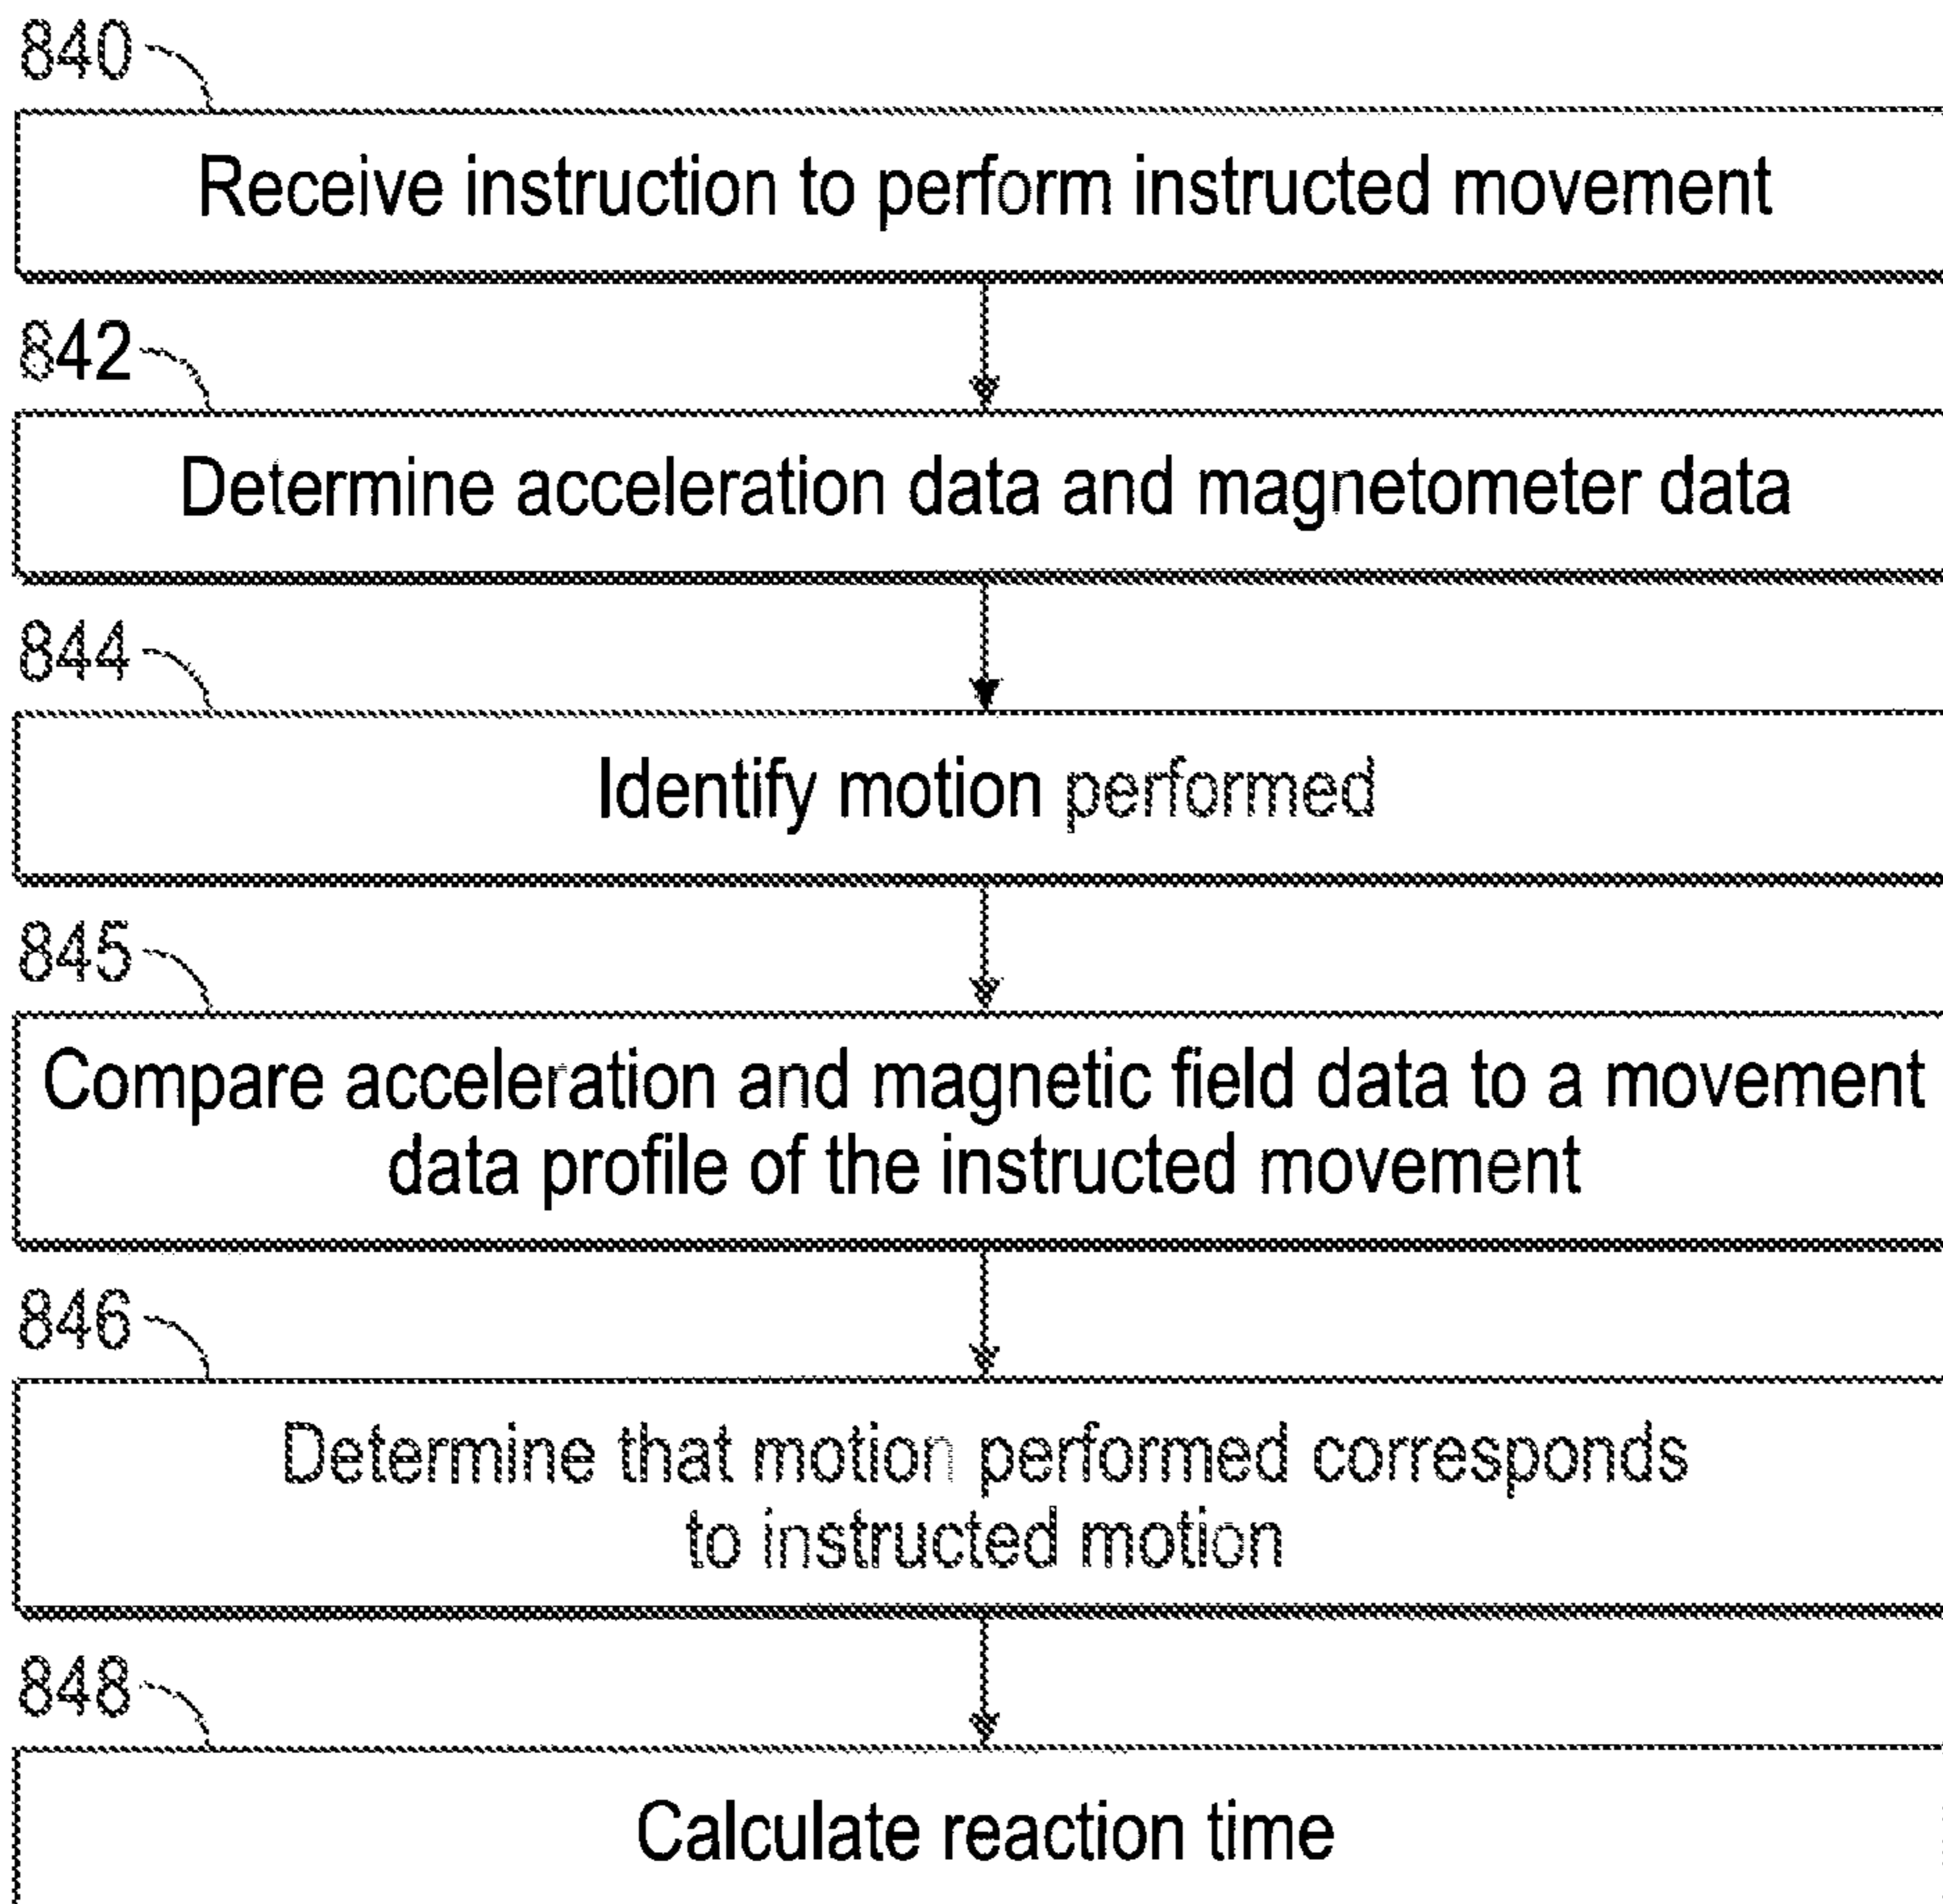 840
Receive instruction to perform instructed movement
842
Determine acceleration data and magnetometer data
844
Identify motion performed
845
Compare acceleration and magnetic field data to a movement
data profile of the instructed movement
846
Determine that motion performed corresponds
to instructed motion
848
Calculate reaction time